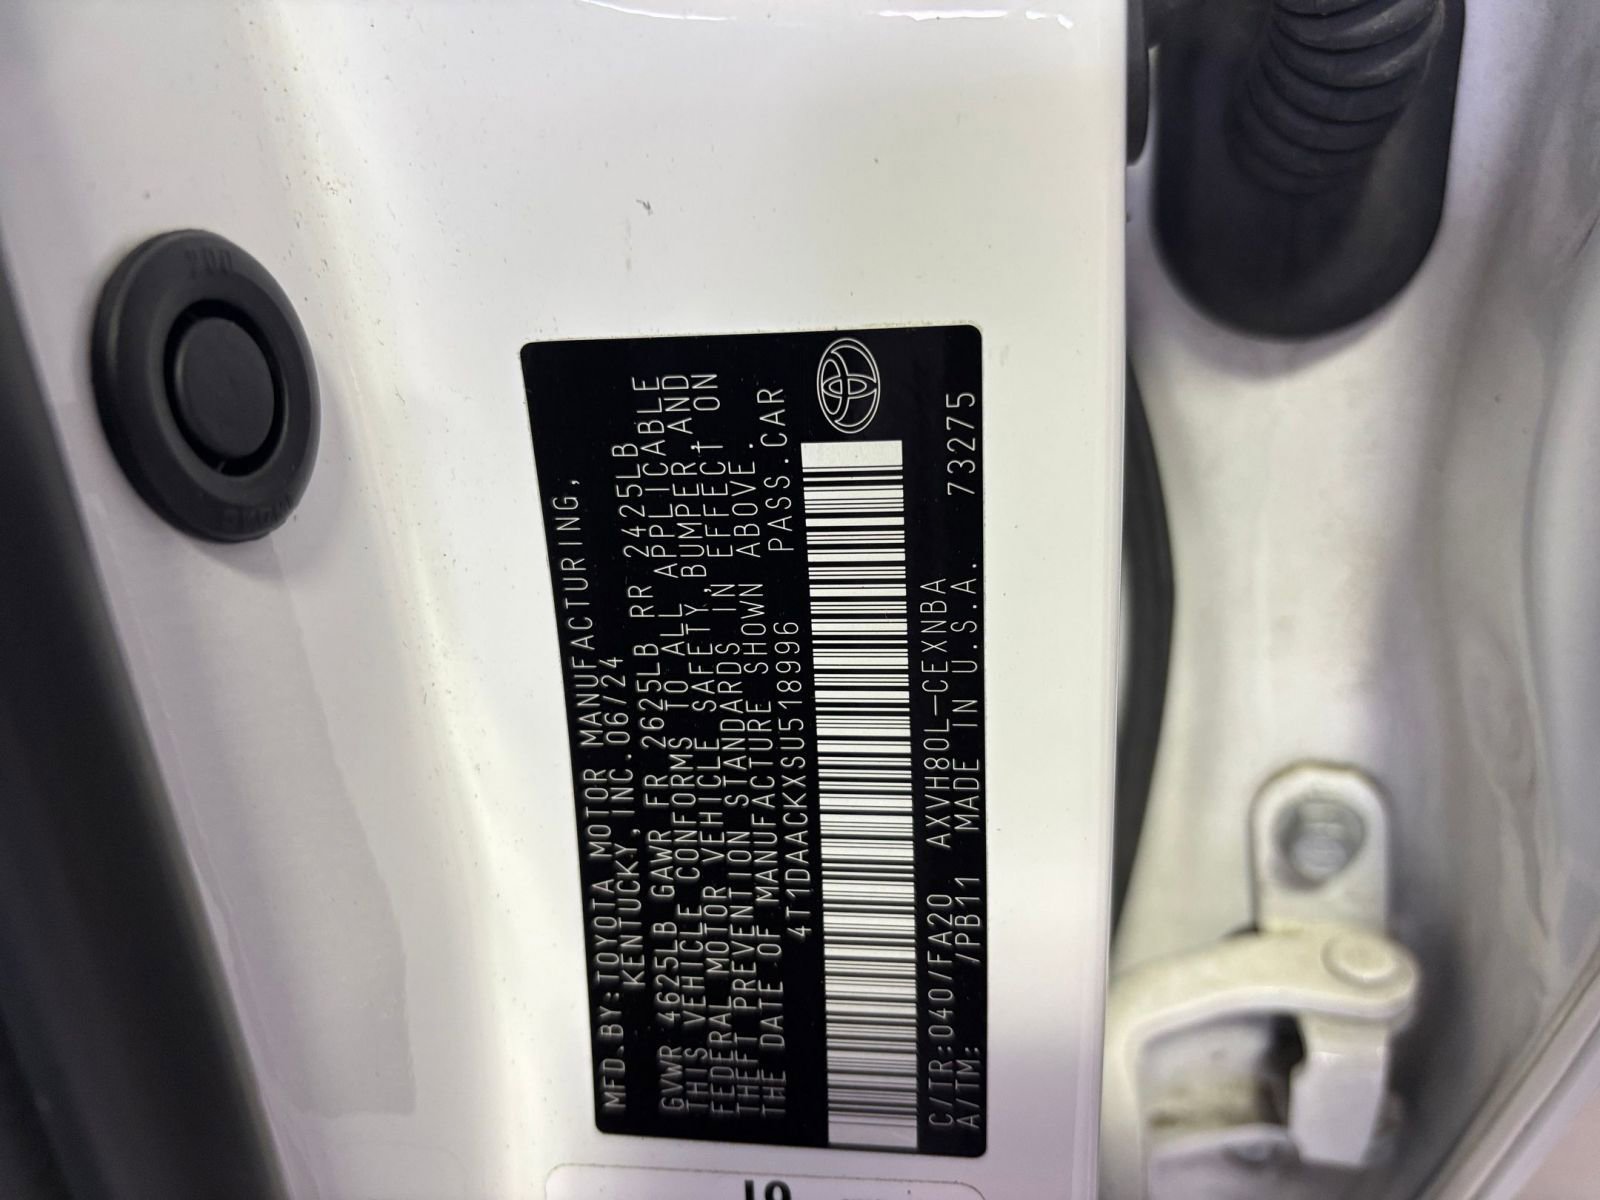 MFD.BY:TOYOTA MOTOR MANUFACTURING,
KENTUCKY,INC.06/24
GVWR 4625LB GAWR FR 2625LB RR 2425LB
THIS VEHICLE CONFORMS TO ALL APPLICABLE
FEDERAL MOTOR VEHICLE SAFETY,BUMPER,AND
THEFT PREVENTION STANDARDS IN EFFECT ON
THE DATE OF MANUFACTURE SHOWN ABOVE.
4T1DAACKXSU518996 PASS.CAR
C/TR:040/FA20 AXVH80L-CEXNBA
A/TM: /PB11 MADE IN U.S.A. 73275